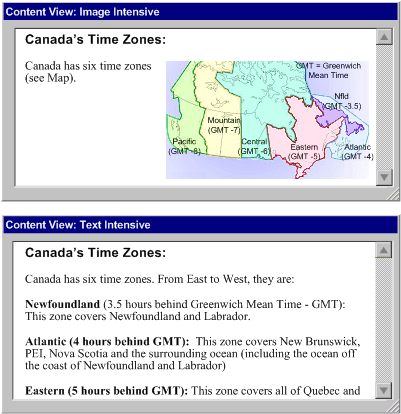 Content View: Image Intensive
Canada's Time Zones:
Canada has six time zones
(see Map).
GMT = Greenwich
Mean Time
Nfld
(GMT -3.5)
Mountain
(GMT -7)
Pacific
(GMT -8)
Central
(GMT -6)
Eastern
(GMT -5)
Atlantic
(GMT -4)
Content View: Text Intensive
Canada's Time Zones:
Canada has six time zones. From East to West, they are:
Newfoundland (3.5 hours behind Greenwich Mean Time - GMT):
This zone covers Newfoundland and Labrador.
Atlantic (4 hours behind GMT): This zone covers New Brunswick,
PEI, Nova Scotia and the surrounding ocean (including the ocean off
the coast of Newfoundland and Labrador)
Eastern (5 hours behind GMT): This zone covers all of Quebec and